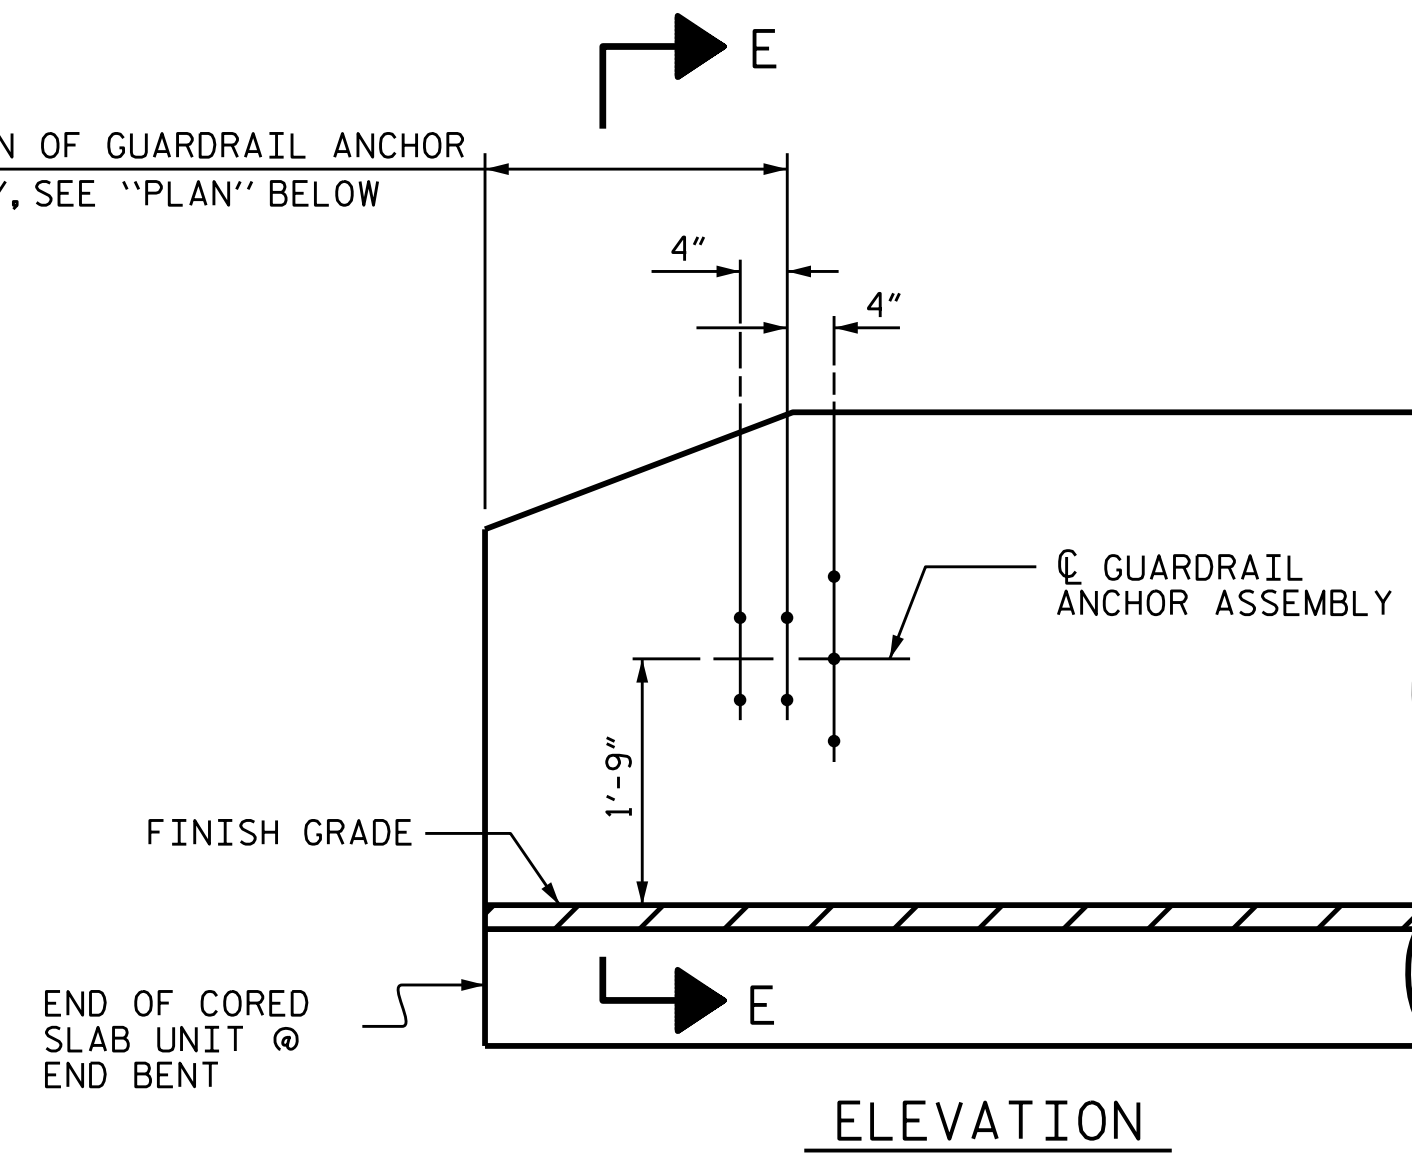 E
N OF GUARDRAIL ANCHOR
Y, SEE "PLAN" BELOW
4"
4"
℄ GUARDRAIL
ANCHOR ASSEMBLY
1'-9"
FINISH GRADE
END OF CORED
SLAB UNIT @
END BENT
E
ELEVATION